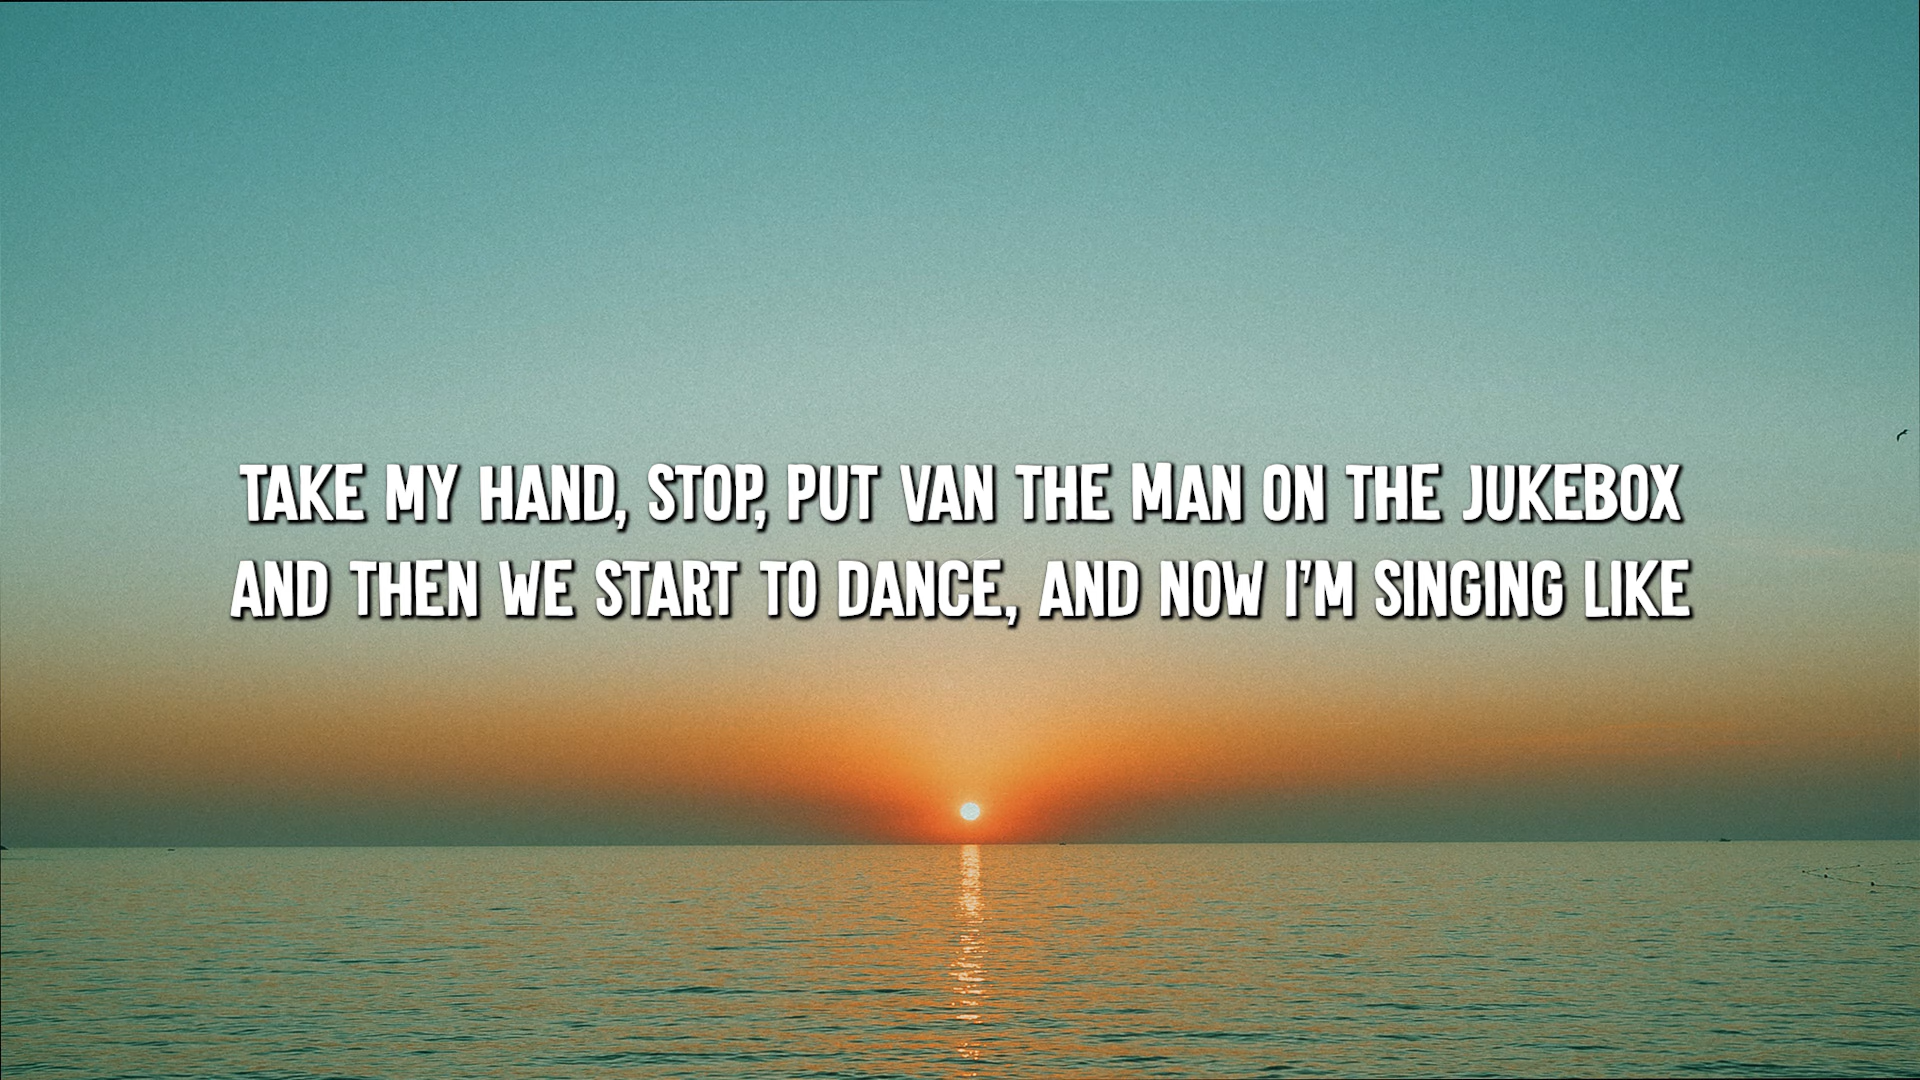 TAKE MY HAND, STOP, PUT VAN THE MAN ON THE JUKEBOX
AND THEN WE START TO DANCE, AND NOW I'M SINGING LIKE